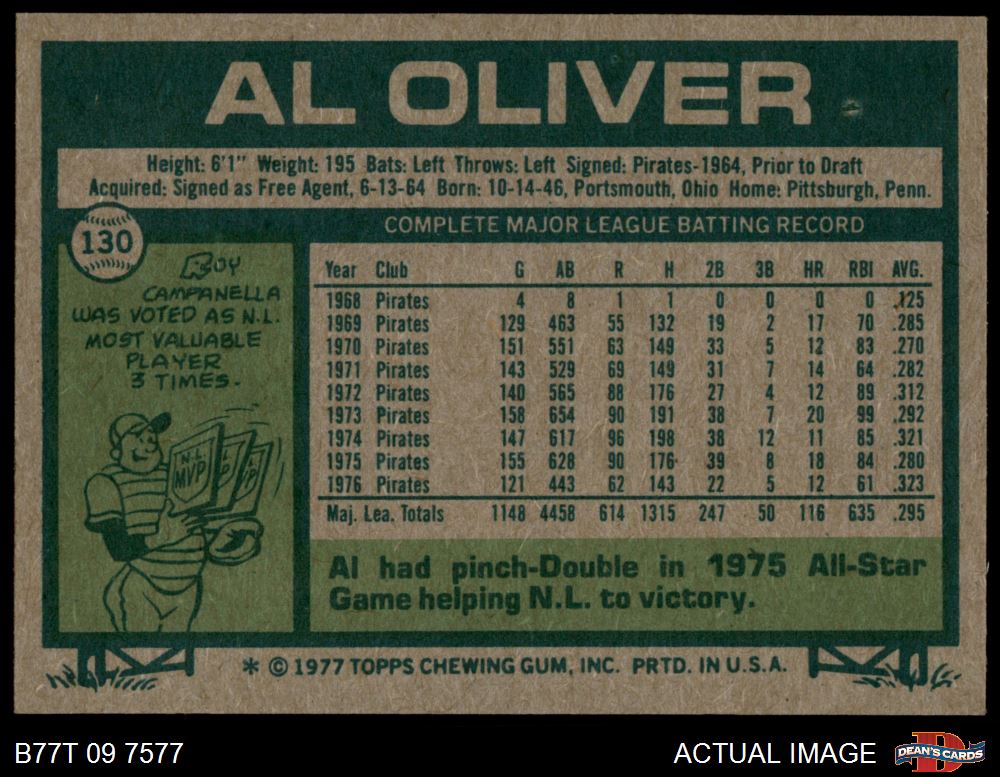 AL OLIVER
Height: 6'1" Weight: 195 Bats: Left Throws: Left Signed: Pirates-1964, Prior to Draft
Acquired: Signed as Free Agent, 6-13-64 Born: 10-14-46, Portsmouth, Ohio Home: Pittsburgh, Penn.
130
ROY
CAMPANELLA
WAS VOTED AS N.L.
MOST VALUABLE
PLAYER
3 TIMES.
N.L. MVP
COMPLETE MAJOR LEAGUE BATTING RECORD
Year Club G AB R H 2B 3B HR RBI AVG.
1968 Pirates 4 8 1 1 0 0 0 0 .125
1969 Pirates 129 463 55 132 19 2 17 70 .285
1970 Pirates 151 551 63 149 33 5 12 83 .270
1971 Pirates 143 529 69 149 31 7 14 64 .282
1972 Pirates 140 565 88 176 27 4 12 89 .312
1973 Pirates 158 654 90 191 38 7 20 99 .292
1974 Pirates 147 617 96 198 38 12 11 85 .321
1975 Pirates 155 628 90 176 39 8 18 84 .280
1976 Pirates 121 443 62 143 22 5 12 61 .323
Maj. Lea. Totals 1148 4458 614 1315 247 50 116 635 .295
Al had pinch-Double in 1975 All-Star
Game helping N.L. to victory.
* © 1977 TOPPS CHEWING GUM, INC. PRTD. IN U.S.A.
B77T 09 7577
ACTUAL IMAGE
DEAN'S CARDS